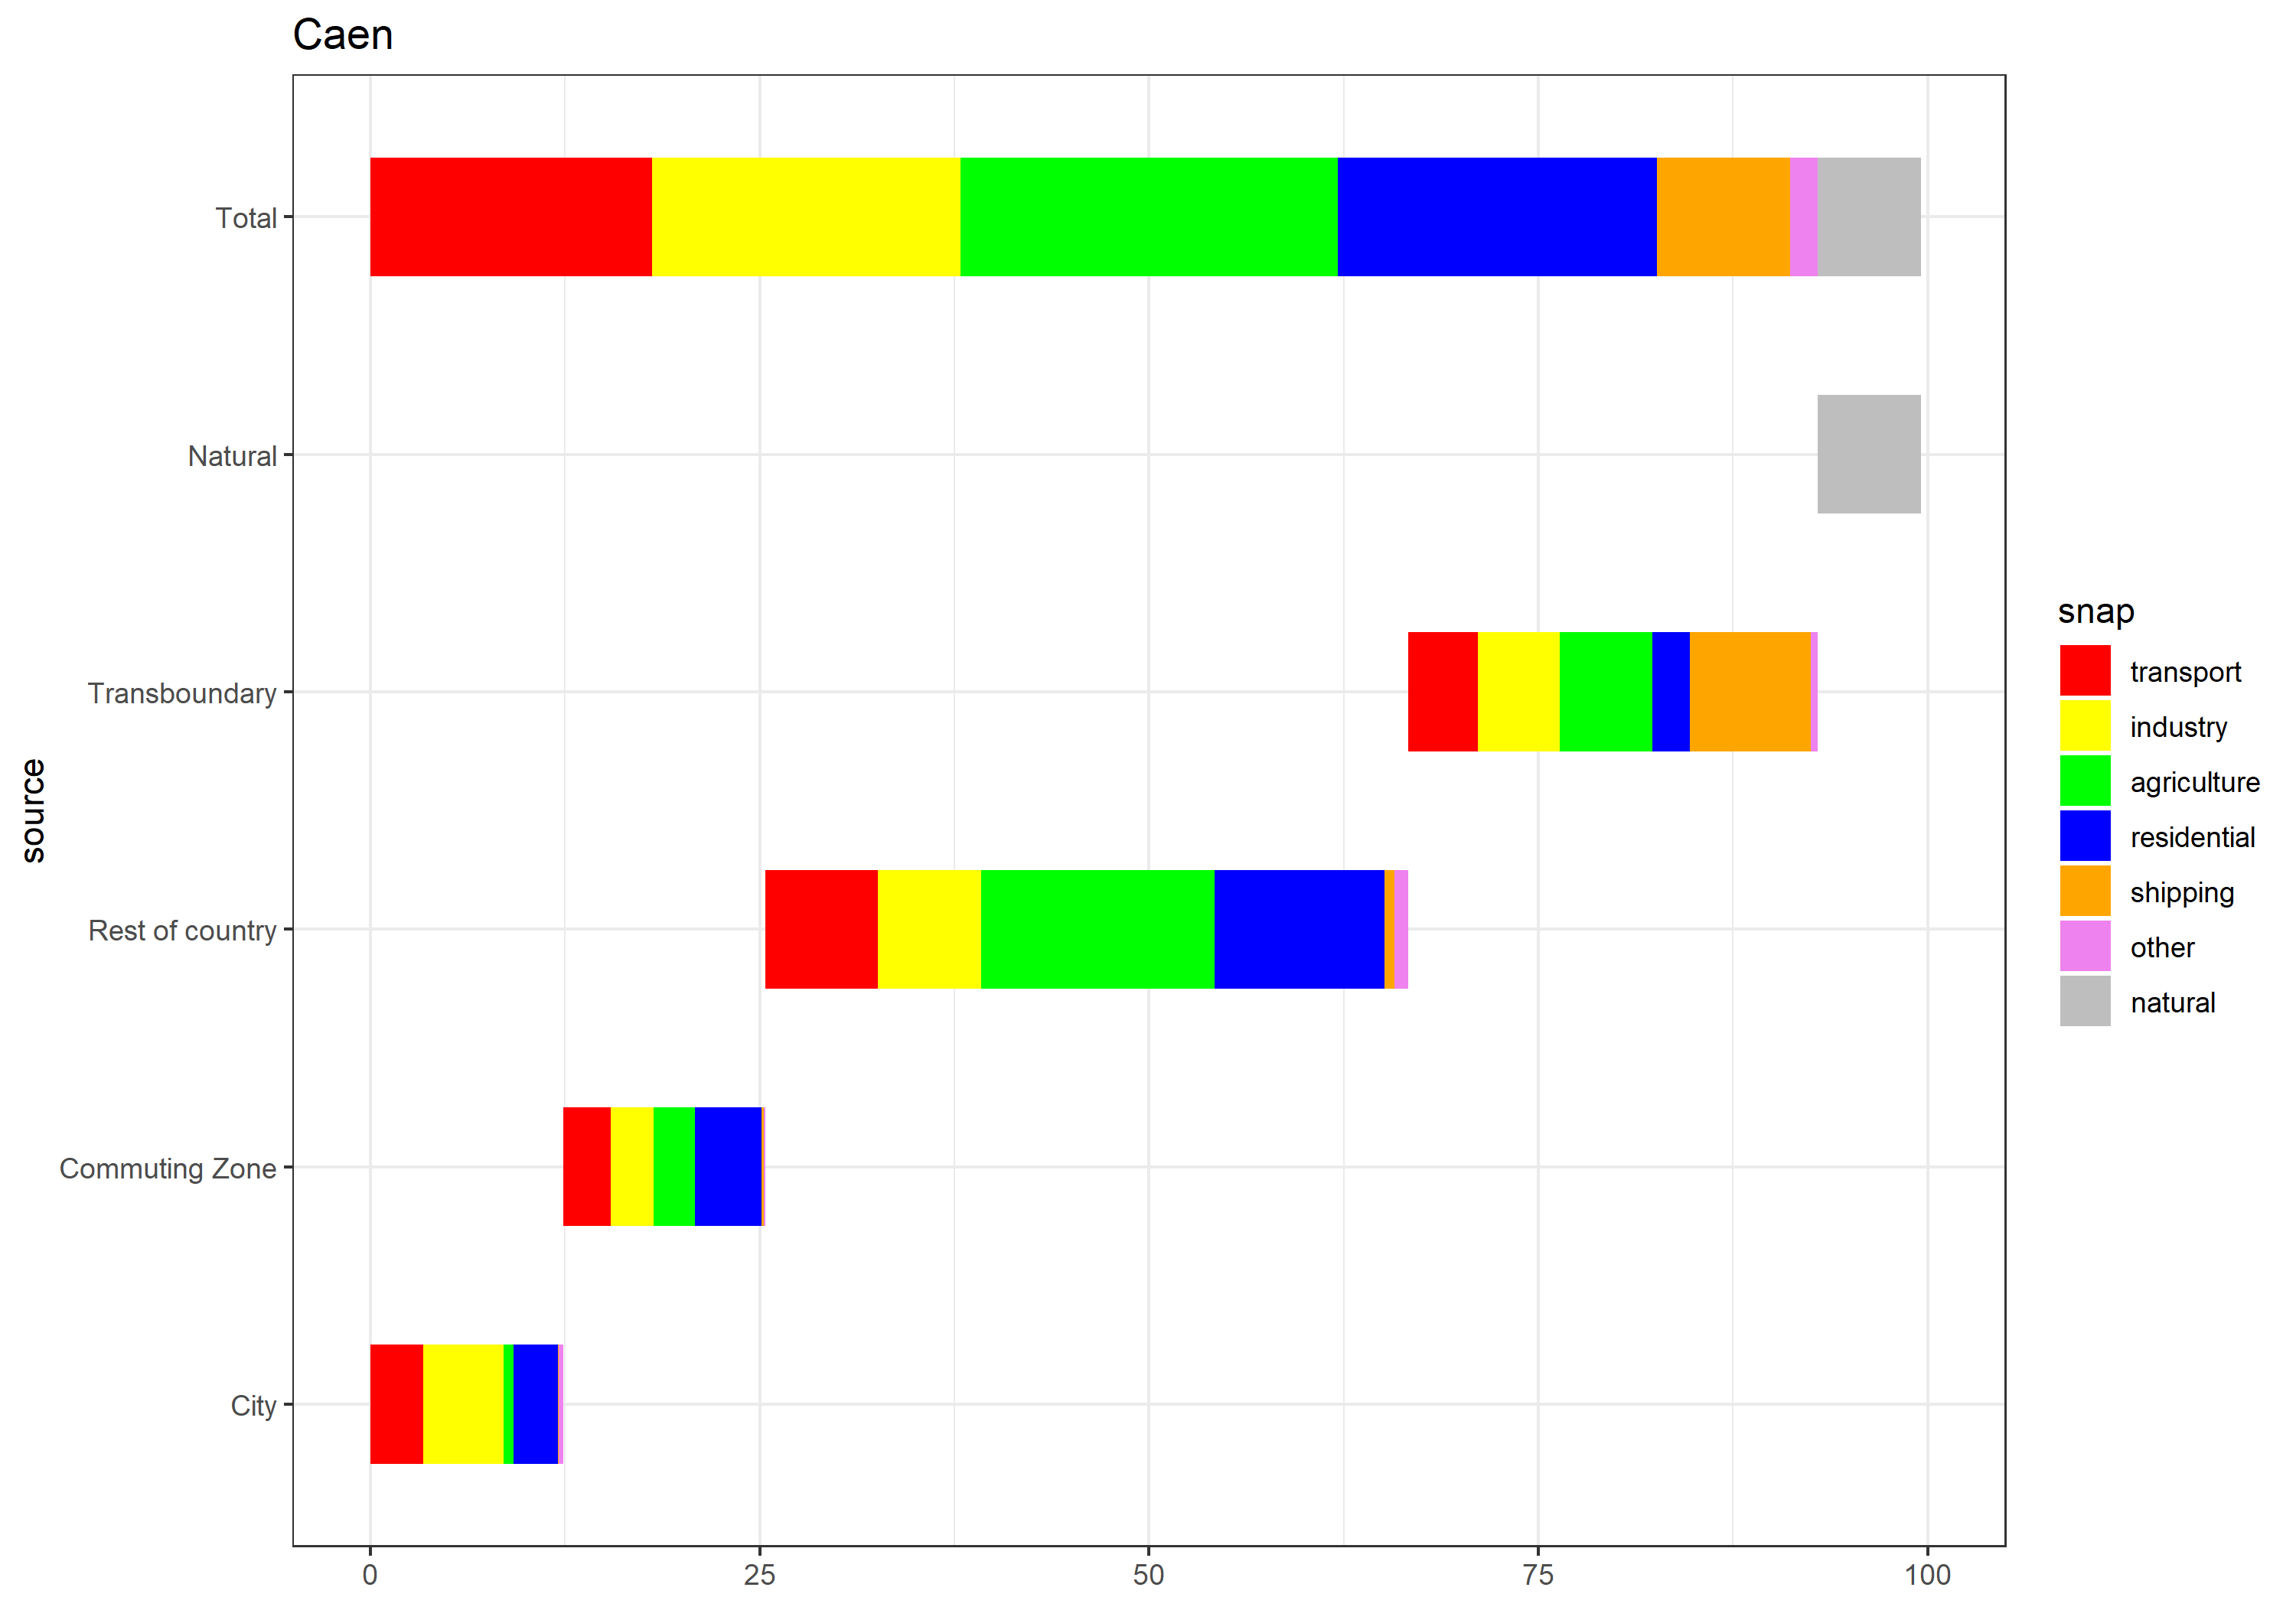 Caen
Total
Natural
Transboundary
Rest of country
Commuting Zone
City
source
0 25 50 75 100
snap
transport
industry
agriculture
residential
shipping
other
natural